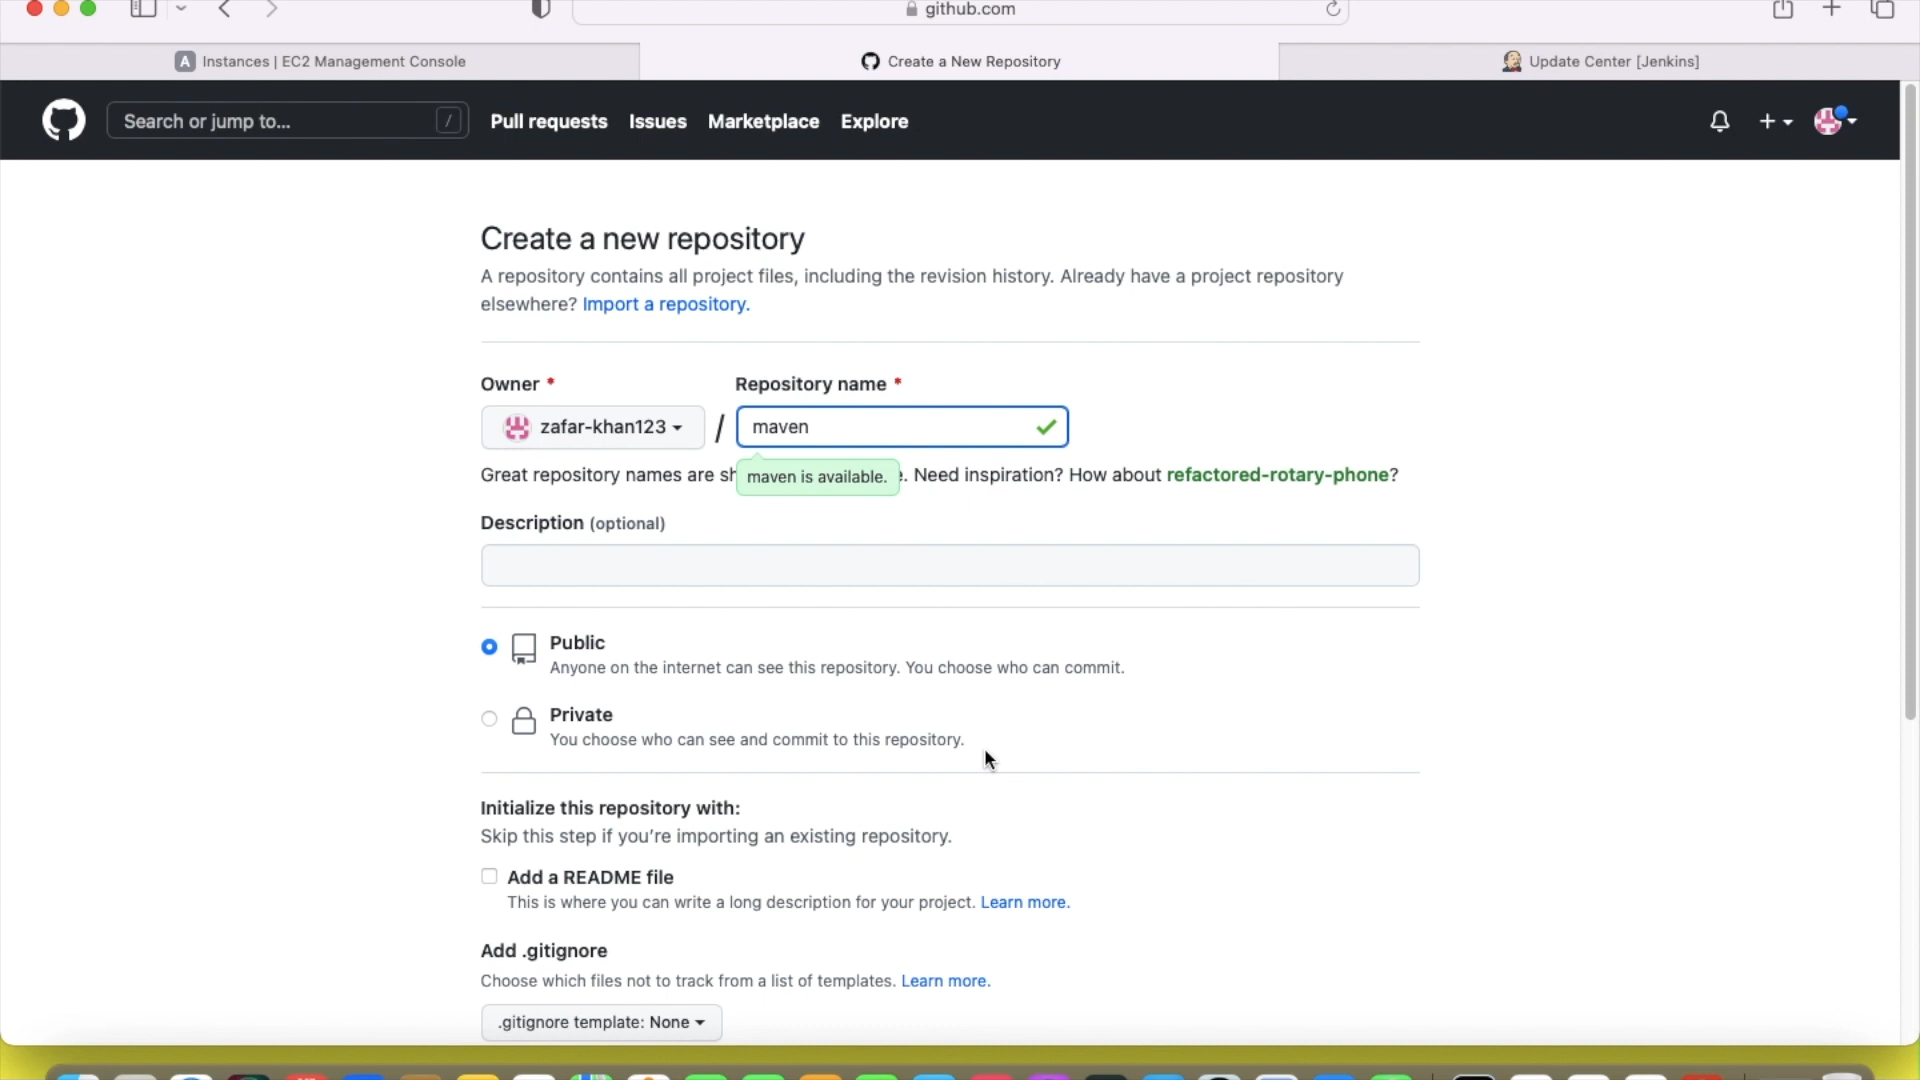 github.com
Instances | EC2 Management Console
Create a New Repository
Update Center [Jenkins]
Search or jump to...
/
Pull requests
Issues
Marketplace
Explore
Create a new repository
A repository contains all project files, including the revision history. Already have a project repository
elsewhere? Import a repository.
Owner *
Repository name *
zafar-khan123
/
maven
Great repository names are sh
maven is available.
. Need inspiration? How about refactored-rotary-phone?
Description (optional)
Public
Anyone on the internet can see this repository. You choose who can commit.
Private
You choose who can see and commit to this repository.
Initialize this repository with:
Skip this step if you’re importing an existing repository.
Add a README file
This is where you can write a long description for your project. Learn more.
Add .gitignore
Choose which files not to track from a list of templates. Learn more.
.gitignore template: None